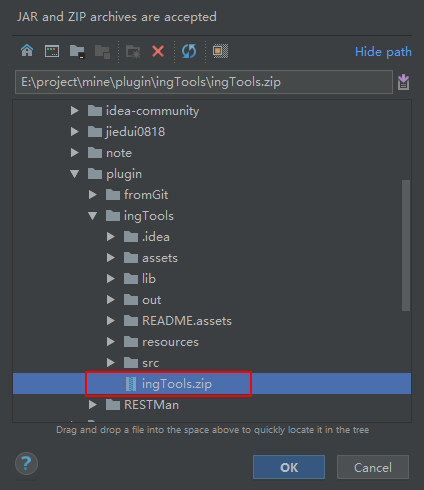 JAR and ZIP archives are accepted
Hide path
E:\project\mine\plugin\ingTools\ingTools.zip
idea-community
jiedui0818
note
plugin
fromGit
ingTools
.idea
assets
lib
out
README.assets
resources
src
ingTools.zip
RESTMan
Drag and drop a file into the space above to quickly locate it in the tree
?
OK
Cancel